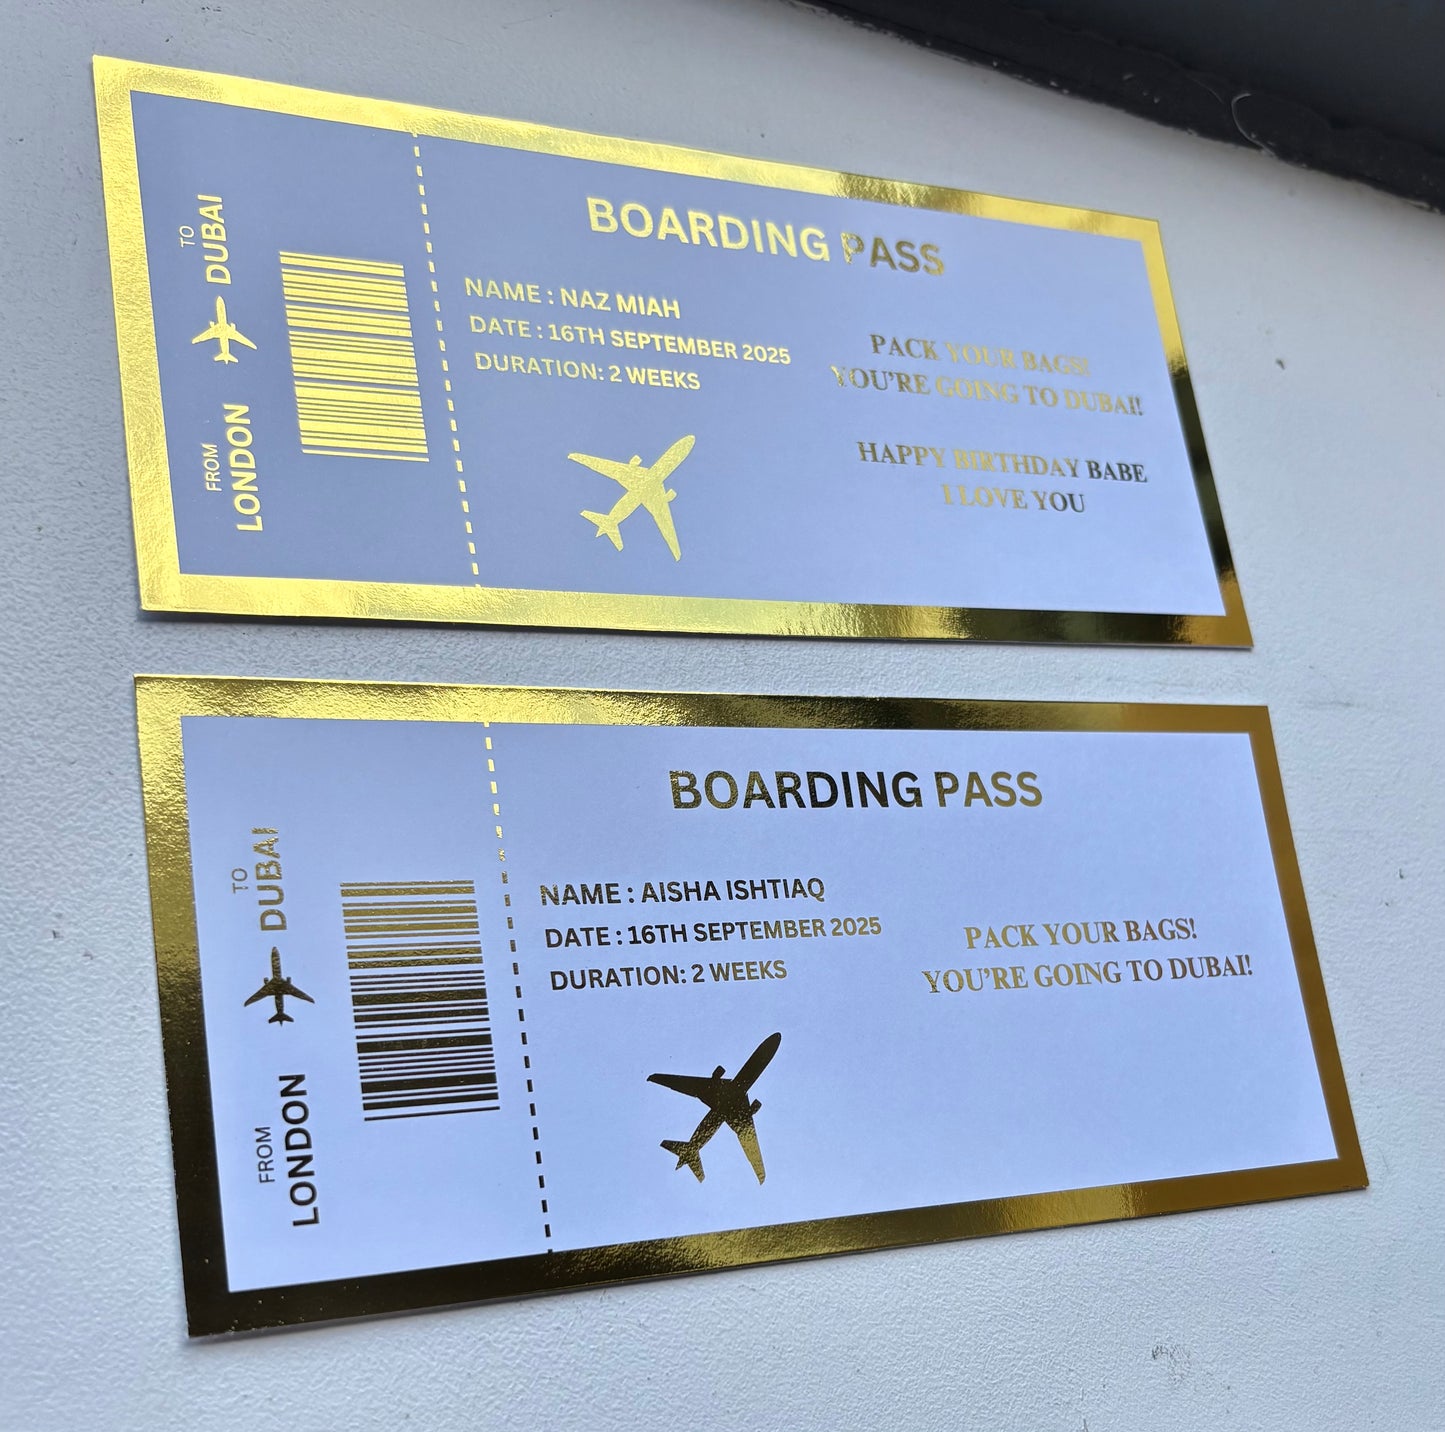 TO
DUBAI
FROM
LONDON
BOARDING PASS
NAME : NAZ MIAH
DATE : 16TH SEPTEMBER 2025
DURATION: 2 WEEKS
PACK YOUR BAGS!
YOU'RE GOING TO DUBAI!
HAPPY BIRTHDAY BABE
I LOVE YOU
TO
DUBAI
FROM
LONDON
BOARDING PASS
NAME : AISHA ISHTIAQ
DATE : 16TH SEPTEMBER 2025
DURATION: 2 WEEKS
PACK YOUR BAGS!
YOU'RE GOING TO DUBAI!